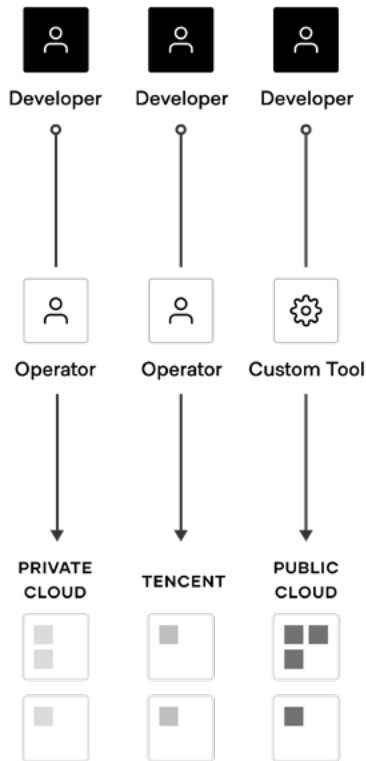 Developer Developer Developer
Operator Operator Custom Tool
PRIVATE CLOUD
TENCENT
PUBLIC CLOUD